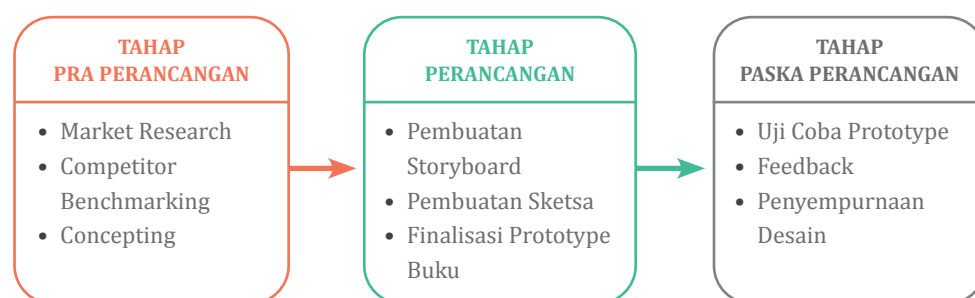 TAHAP
PRA PERANCANGAN
• Market Research
• Competitor
Benchmarking
• Concepting
TAHAP
PERANCANGAN
• Pembuatan
Storyboard
• Pembuatan Sketsa
• Finalisasi Prototype
Buku
TAHAP
PASKA PERANCANGAN
• Uji Coba Prototype
• Feedback
• Penyempurnaan
Desain